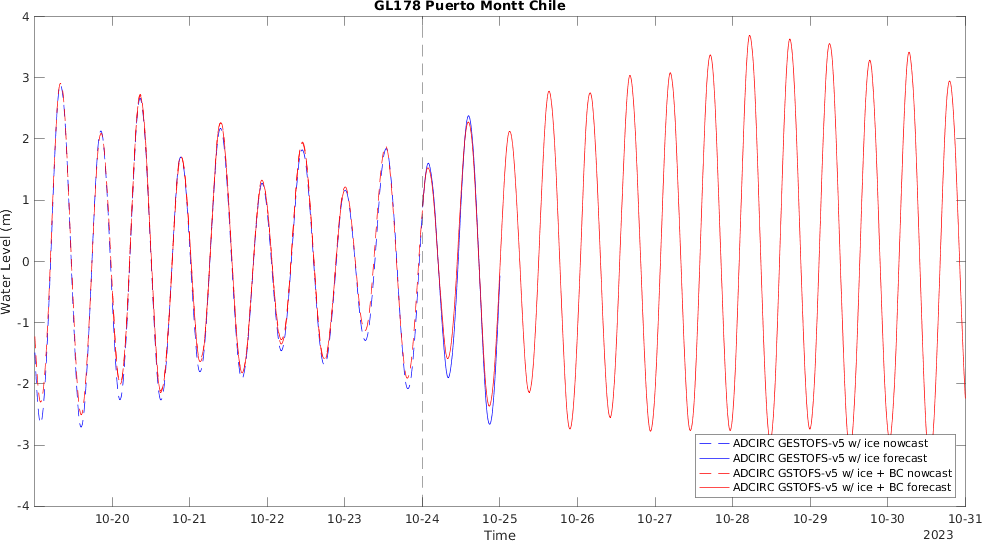 GL178 Puerto Montt Chile
4
3
2
1
0
-1
-2
-3
-4
Water Level (m)
ADCIRC GESTOFS-v5 w/ ice nowcast
ADCIRC GESTOFS-v5 w/ ice forecast
ADCIRC GSTOFS-v5 w/ ice + BC nowcast
ADCIRC GSTOFS-v5 w/ ice + BC forecast
10-20 10-21 10-22 10-23 10-24 10-25 10-26 10-27 10-28 10-29 10-30 10-31
Time
2023